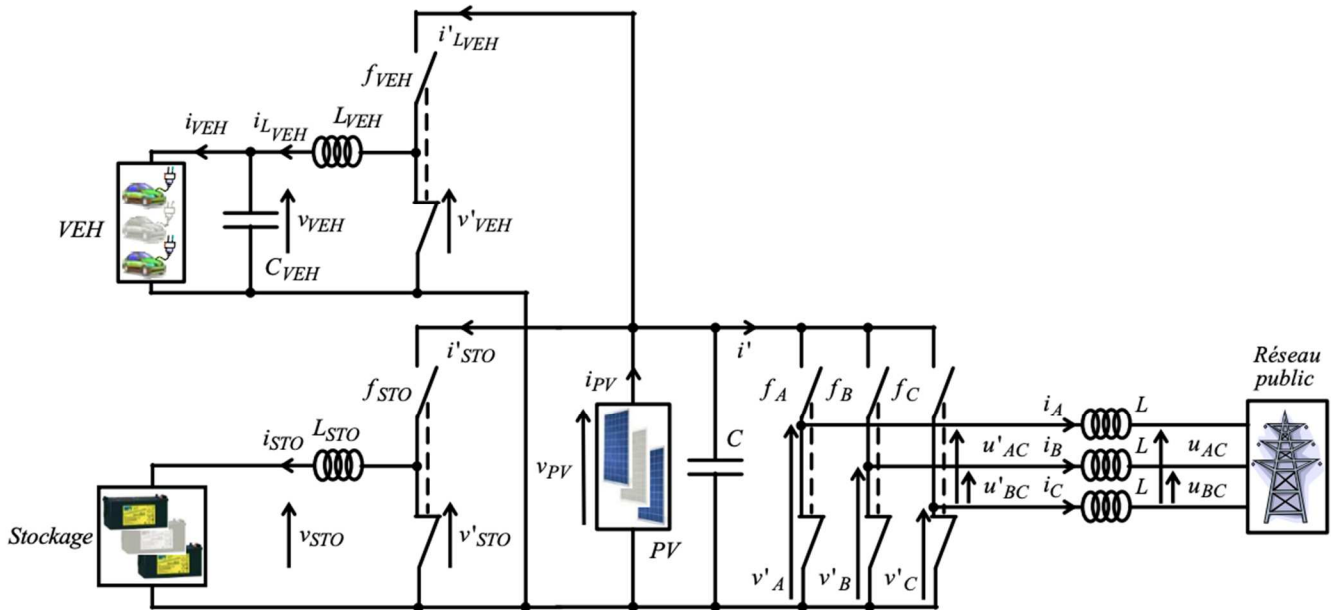 i'LVEH
fVEH
LVEH
iVEH
iLVEH
VEH
vVEH
v'VEH
CVEH
i'STO
i'
fSTO
iPV
fA
fB
fC
Réseau
public
iSTO
LSTO
C
iA
L
vPV
u'AC
iB
L
uAC
u'BC
iC
L
uBC
Stockage
vSTO
v'STO
PV
v'A
v'B
v'C